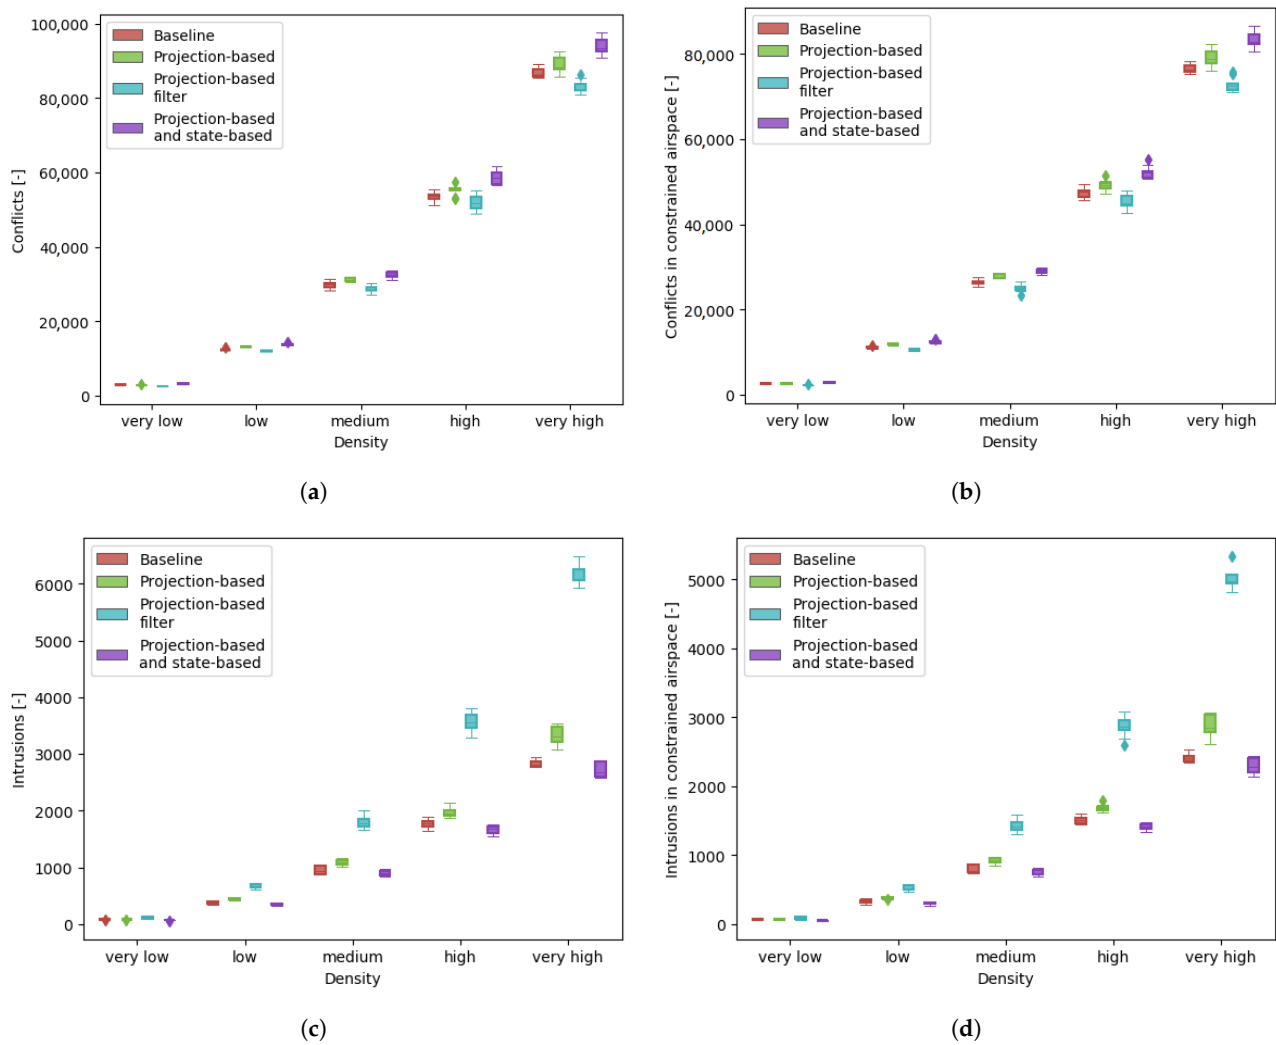 100,000
80,000
60,000
40,000
20,000
0
Conflicts [-]
Baseline
Projection-based
Projection-based
filter
Projection-based
and state-based
very low
low
medium
high
very high
Density
(a)
80,000
60,000
40,000
20,000
0
Conflicts in constrained airspace [-]
Baseline
Projection-based
Projection-based
filter
Projection-based
and state-based
very low
low
medium
high
very high
Density
(b)
6000
5000
4000
3000
2000
1000
0
Intrusions [-]
Baseline
Projection-based
Projection-based
filter
Projection-based
and state-based
very low
low
medium
high
very high
Density
(c)
5000
4000
3000
2000
1000
0
Intrusions in constrained airspace [-]
Baseline
Projection-based
Projection-based
filter
Projection-based
and state-based
very low
low
medium
high
very high
Density
(d)